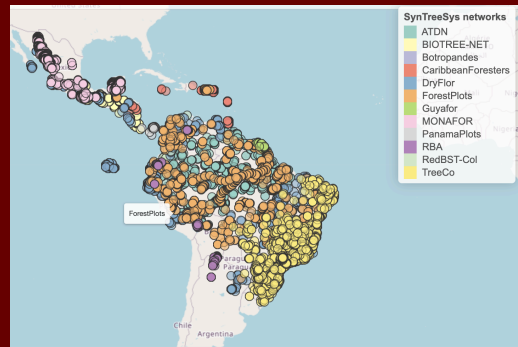 SynTreeSys networks
ATDN
BIOTREE-NET
Botropandes
CaribbeanForesters
DryFlor
ForestPlots
Guyafor
MONAFOR
PanamaPlots
RBA
RedBST-Col
TreeCo
ForestPlots
Paraguay
Chile
Argentina